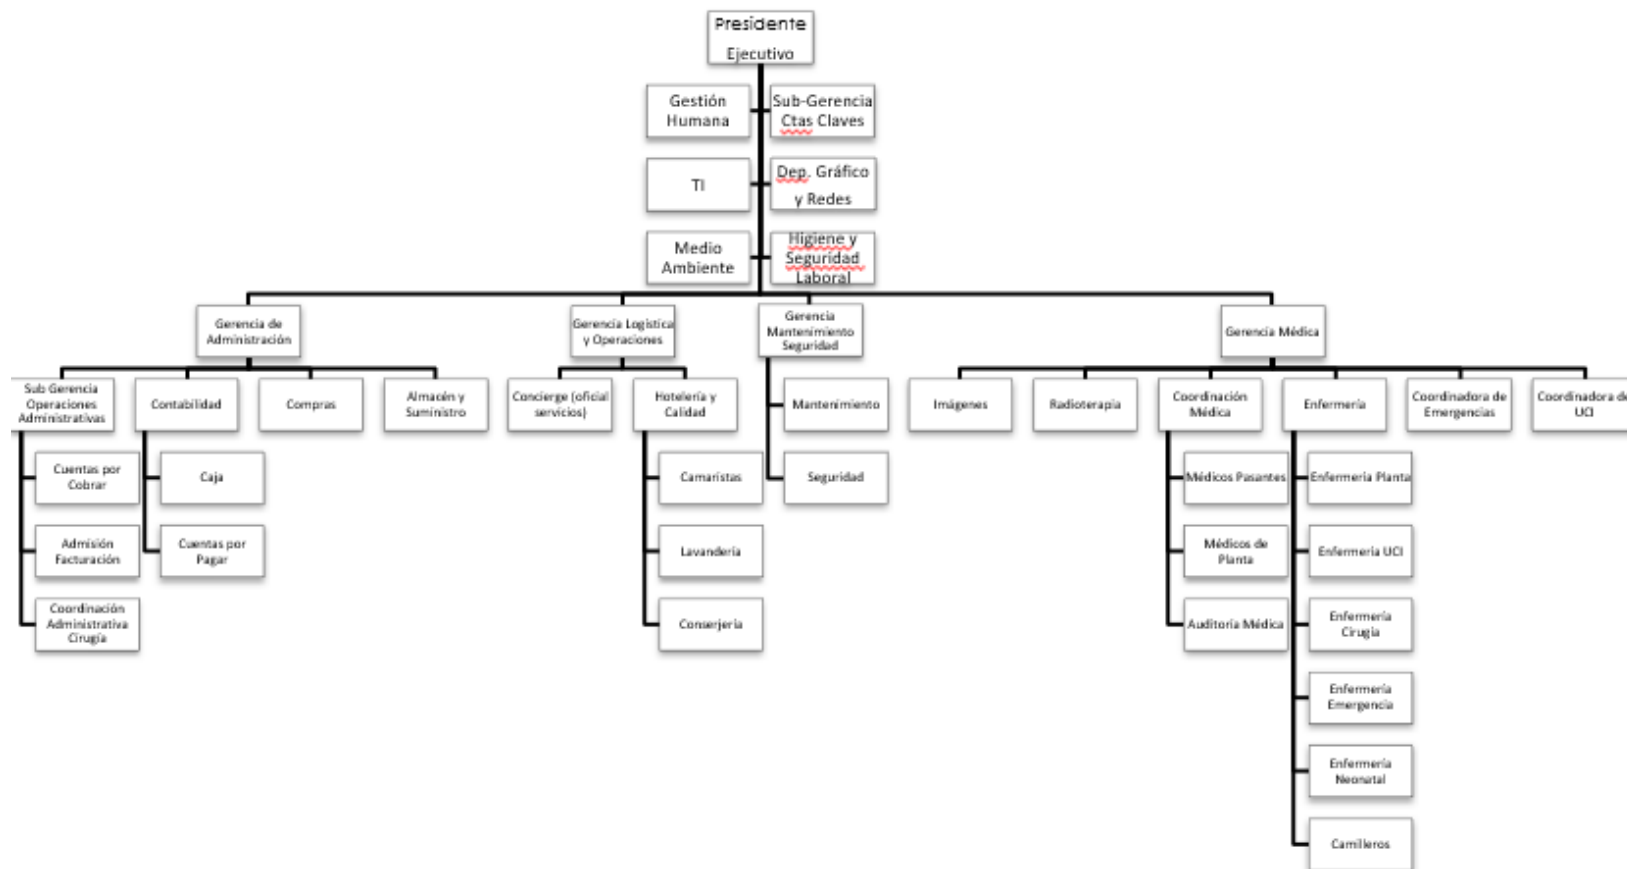 Presidente
Ejecutivo
Gestión
Humana
Sub-Gerencia
Ctas Claves
TI
Dep. Gráfico
y Redes
Medio
Ambiente
Higiene y
Seguridad
Laboral
Gerencia de
Administración
Gerencia Logística
y Operaciones
Gerencia
Mantenimiento
Seguridad
Gerencia Médica
Sub Gerencia
Operaciones
Administrativas
Contabilidad
Compras
Almacén y
Suministro
Concierge (oficial
servicios)
Hotelería y
Calidad
Mantenimiento
Imágenes
Radioterapia
Coordinación
Médica
Enfermería
Coordinadora de
Emergencias
Coordinadora de
UCI
Cuentas por
Cobrar
Caja
Camaristas
Seguridad
Médicos Pasantes
Enfermería Planta
Admisión
Facturación
Cuentas por
Pagar
Lavandería
Médicos de
Planta
Enfermería UCI
Coordinación
Administrativa
Cirugía
Conserjería
Auditoría Médica
Enfermería
Cirugía
Enfermería
Emergencia
Enfermería
Neonatal
Camilleros